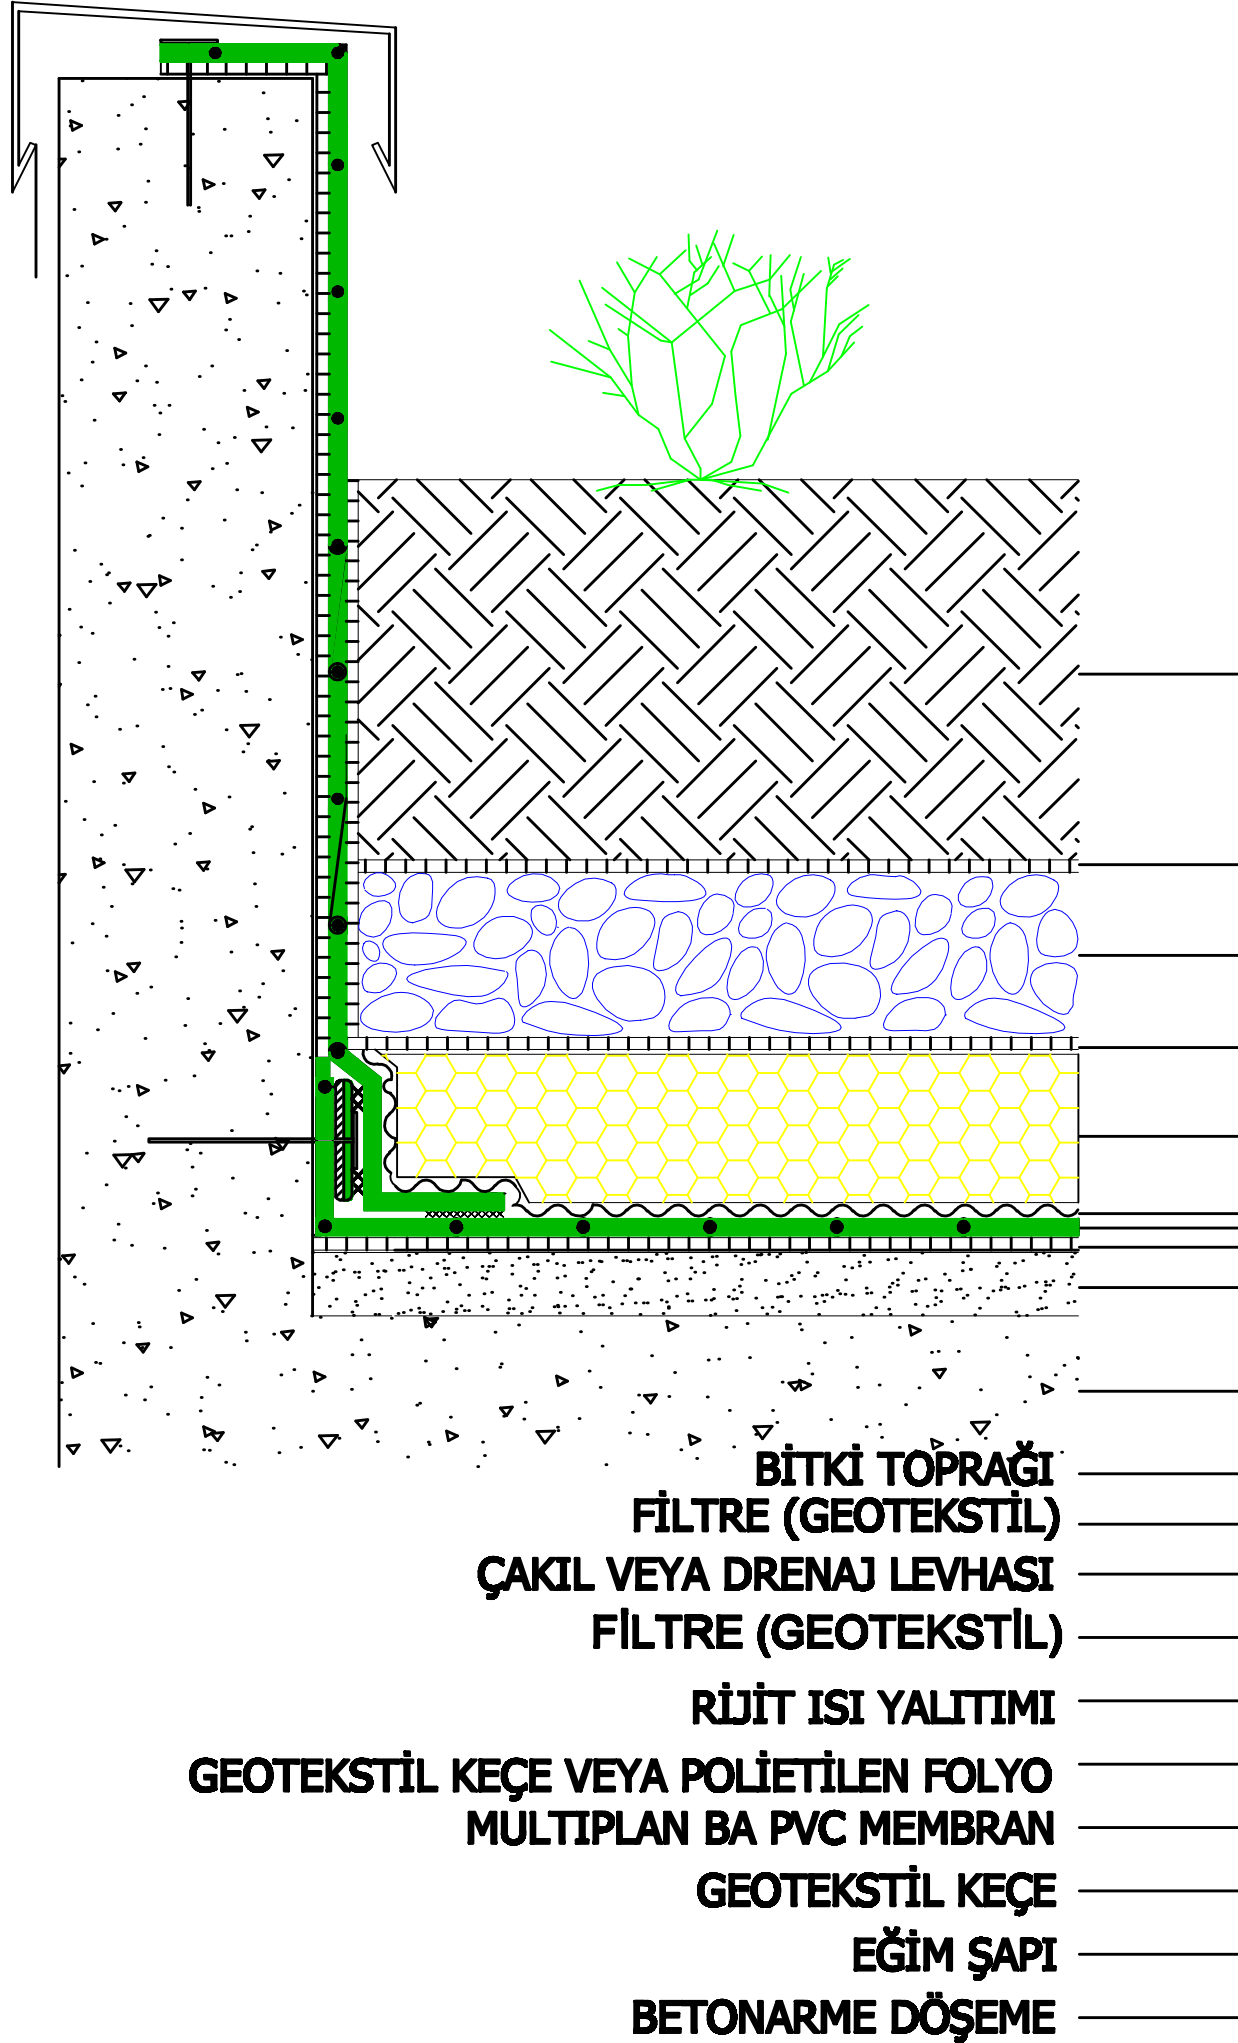 BİTKİ TOPRAĞI
FİLTRE (GEOTEKSTİL)
ÇAKIL VEYA DRENAJ LEVHASI
FİLTRE (GEOTEKSTİL)
RİJİT ISI YALITIMI
GEOTEKSTİL KEÇE VEYA POLİETİLEN FOLYO
MULTIPLAN BA PVC MEMBRAN
GEOTEKSTİL KEÇE
EĞİM ŞAPI
BETONARME DÖŞEME